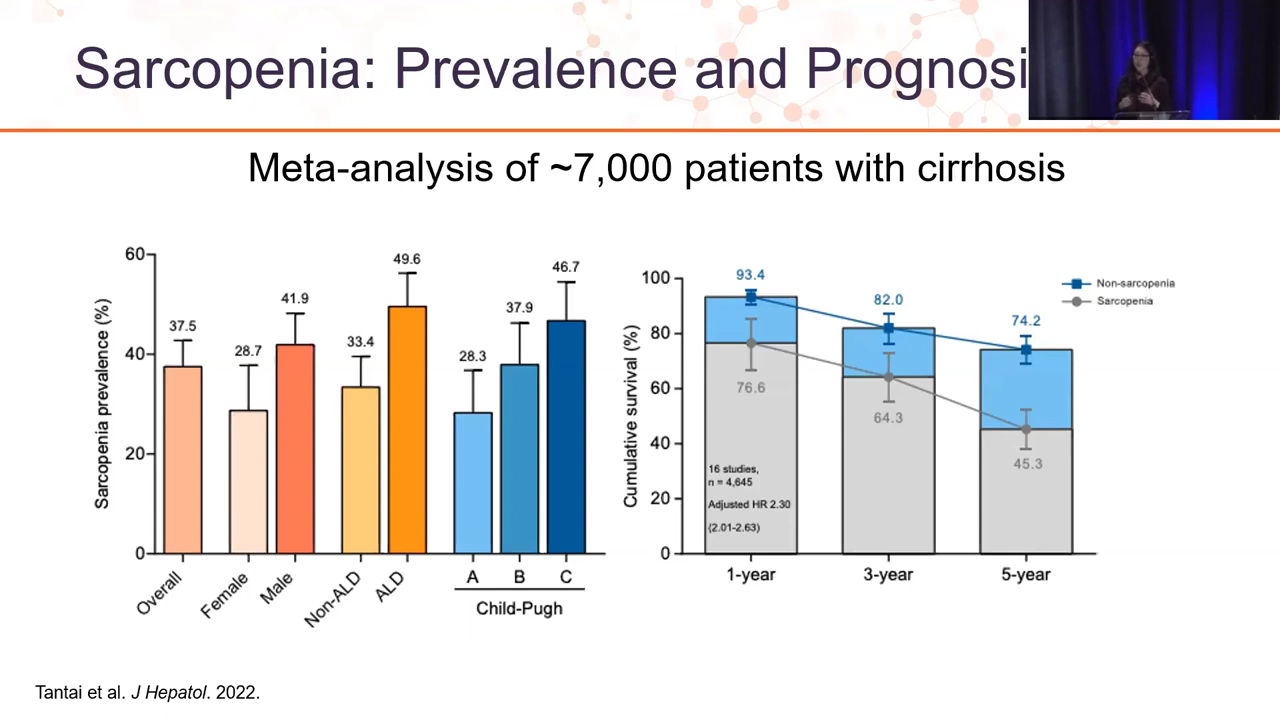 Sarcopenia: Prevalence and Prognosi
Meta-analysis of ~7,000 patients with cirrhosis
Sarcopenia prevalence (%)
60
40
20
0
37.5
28.7
41.9
33.4
49.6
28.3
37.9
46.7
Overall
Female
Male
Non-ALD
ALD
A
B
C
Child-Pugh
Cumulative survival (%)
100
80
60
40
20
0
93.4
82.0
74.2
76.6
64.3
45.3
16 studies,
n = 4,645
Adjusted HR 2.30
(2.01-2.63)
1-year
3-year
5-year
Non-sarcopenia
Sarcopenia
Tantai et al. J Hepatol. 2022.